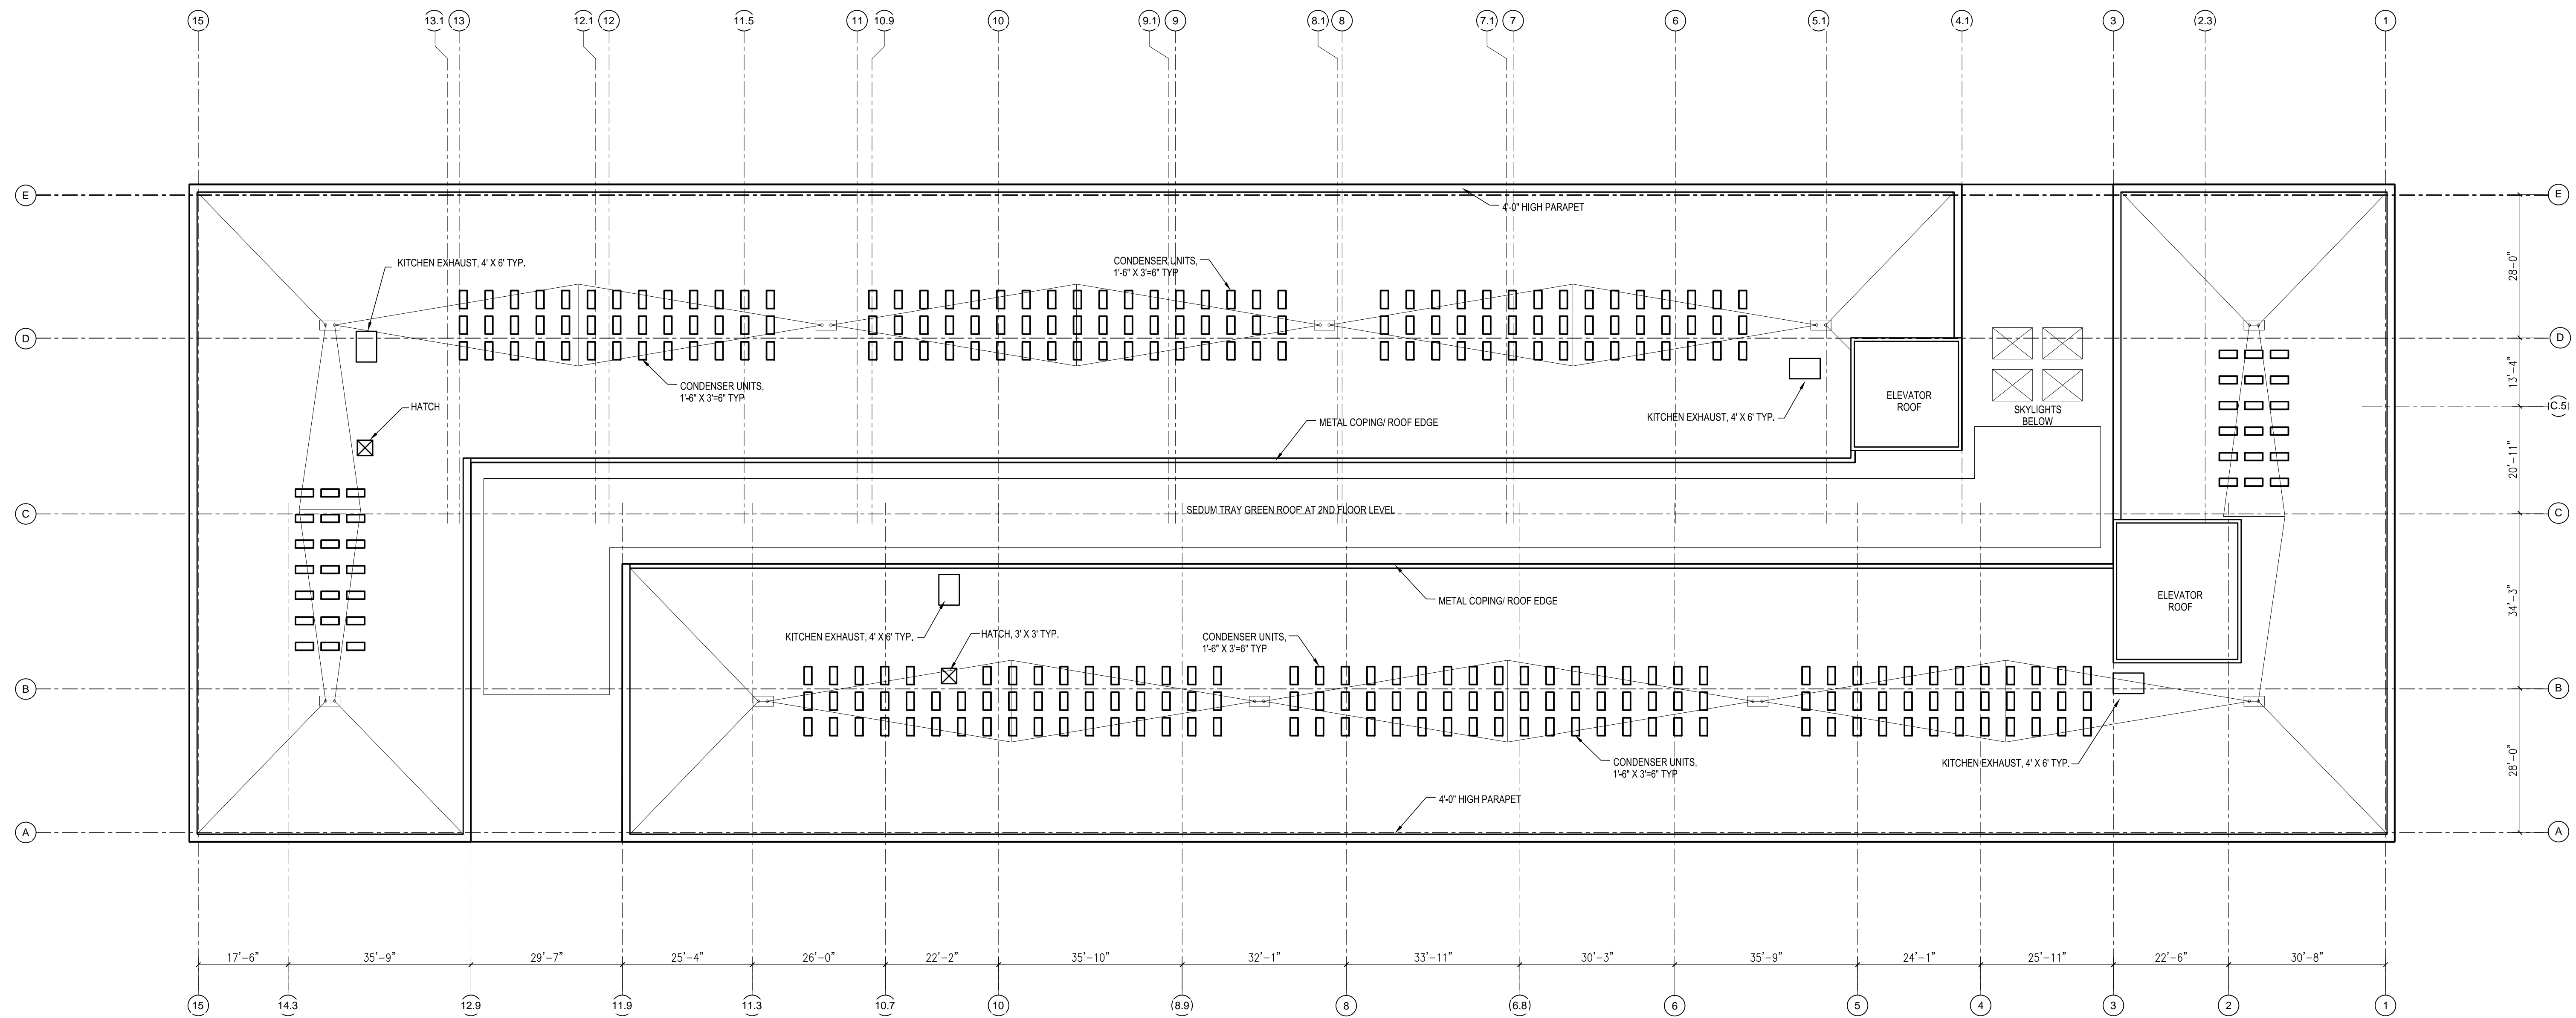 15
13.1
13
12.1
12
11.5
11
10.9
10
9.1
9
8.1
8
7.1
7
6
5.1
4.1
3
2.3
1
E
E
4'-0" HIGH PARAPET
28-0"
KITCHEN EXHAUST, 4' X 6' TYP.
CONDENSER UNITS,
1'-6" X 3'=6" TYP
D
D
CONDENSER UNITS,
1'-6" X 3'=6" TYP
13'-4"
ELEVATOR
ROOF
HATCH
KITCHEN EXHAUST, 4' X 6' TYP.
SKYLIGHTS
BELOW
C.5
METAL COPING/ ROOF EDGE
20'-11"
C
SEDUM TRAY GREEN ROOF' AT 2ND FLOOR LEVEL
C
METAL COPING/ ROOF EDGE
ELEVATOR
ROOF
34'-3"
KITCHEN EXHAUST, 4' X 6' TYP.
HATCH, 3' X 3' TYP.
CONDENSER UNITS,
1'-6" X 3'=6" TYP
B
B
CONDENSER UNITS,
1'-6" X 3'=6" TYP
KITCHEN EXHAUST, 4' X 6' TYP.
28'-0"
4'-0" HIGH PARAPET
A
A
17'-6"
35'-9"
29'-7"
25'-4"
26'-0"
22'-2"
35'-10"
32'-1"
33'-11"
30'-3"
35'-9"
24'-1"
25'-11"
22'-6"
30'-8"
15
14.3
12.9
11.9
11.3
10.7
10
8.9
8
6.8
6
5
4
3
2
1